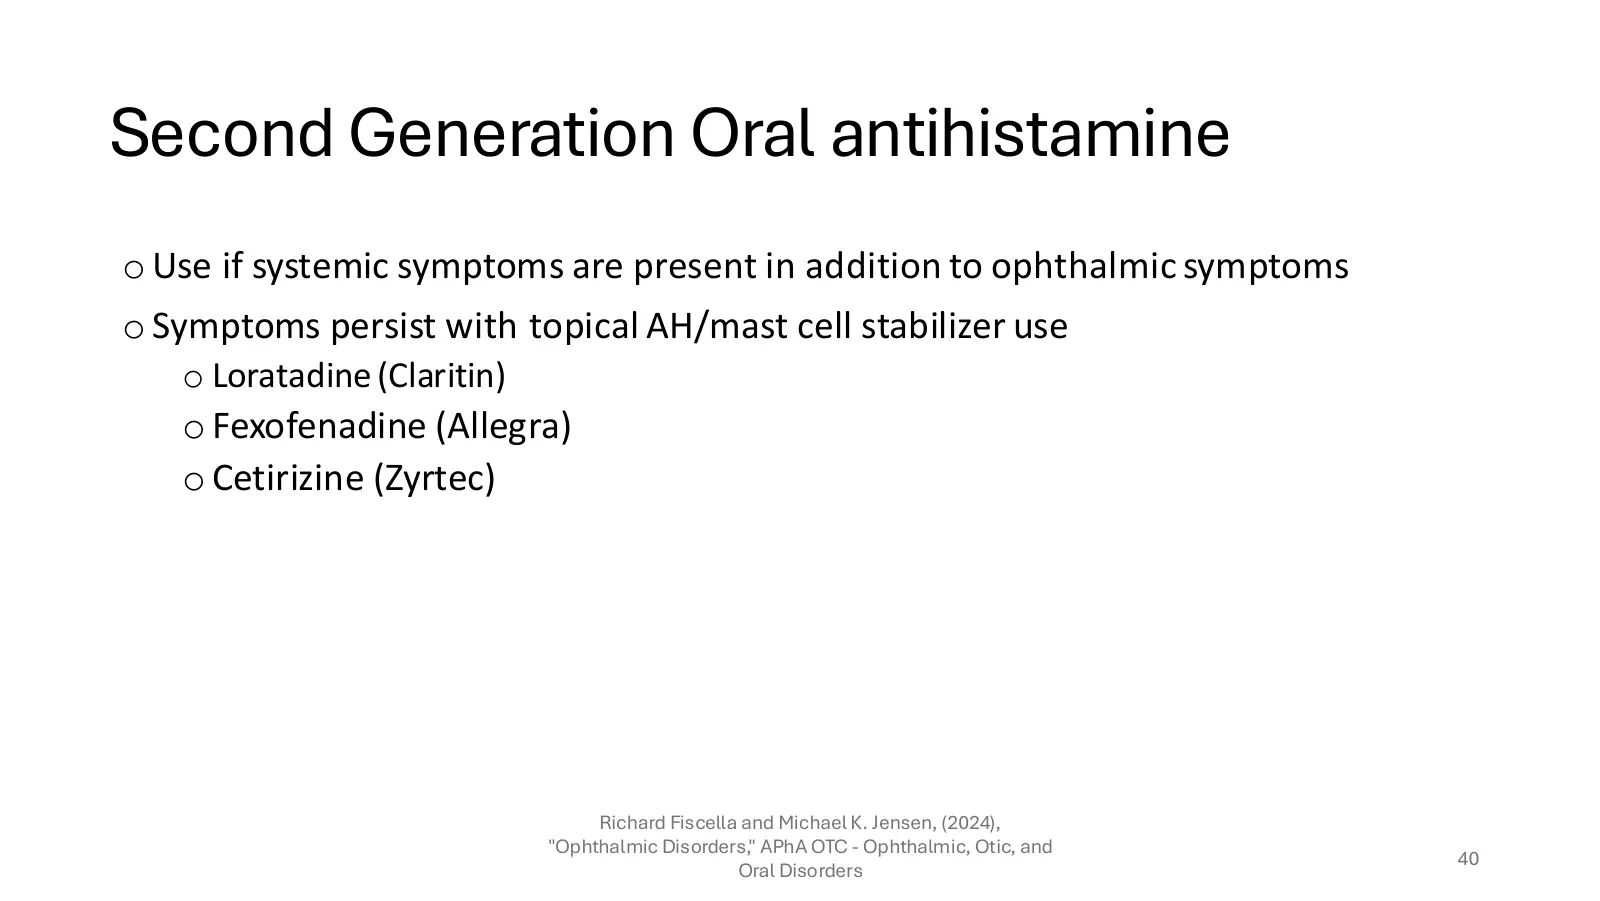 Second Generation Oral antihistamine
o Use if systemic symptoms are present in addition to ophthalmic symptoms
o Symptoms persist with topical AH/mast cell stabilizer use
o Loratadine (Claritin)
o Fexofenadine (Allegra)
o Cetirizine (Zyrtec)
Richard Fiscella and Michael K. Jensen, (2024),
"Ophthalmic Disorders," APhA OTC - Ophthalmic, Otic, and
Oral Disorders
40